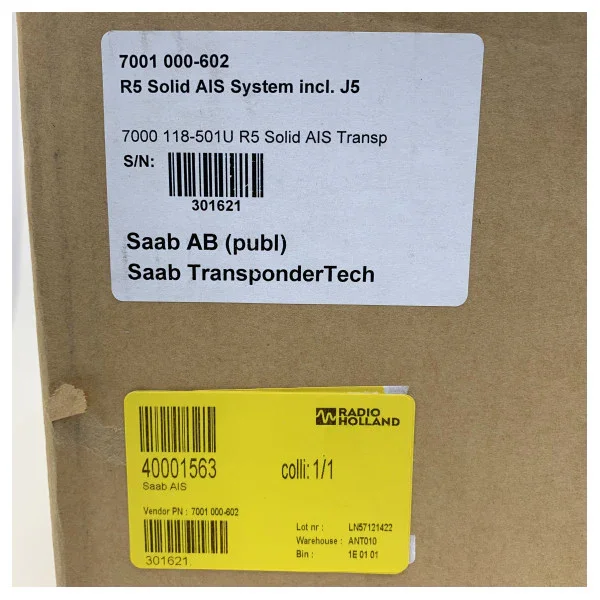 7001 000-602
R5 Solid AIS System incl. J5
7000 118-501U R5 Solid AIS Transp
S/N:
301621
Saab AB (publ)
Saab TransponderTech
RADIO
HOLLAND
40001563
colli: 1/1
Saab AIS
Vendor PN : 7001 000-602
301621
Lot nr : LN57121422
Warehouse : ANT010
Bin : 1E 01 01